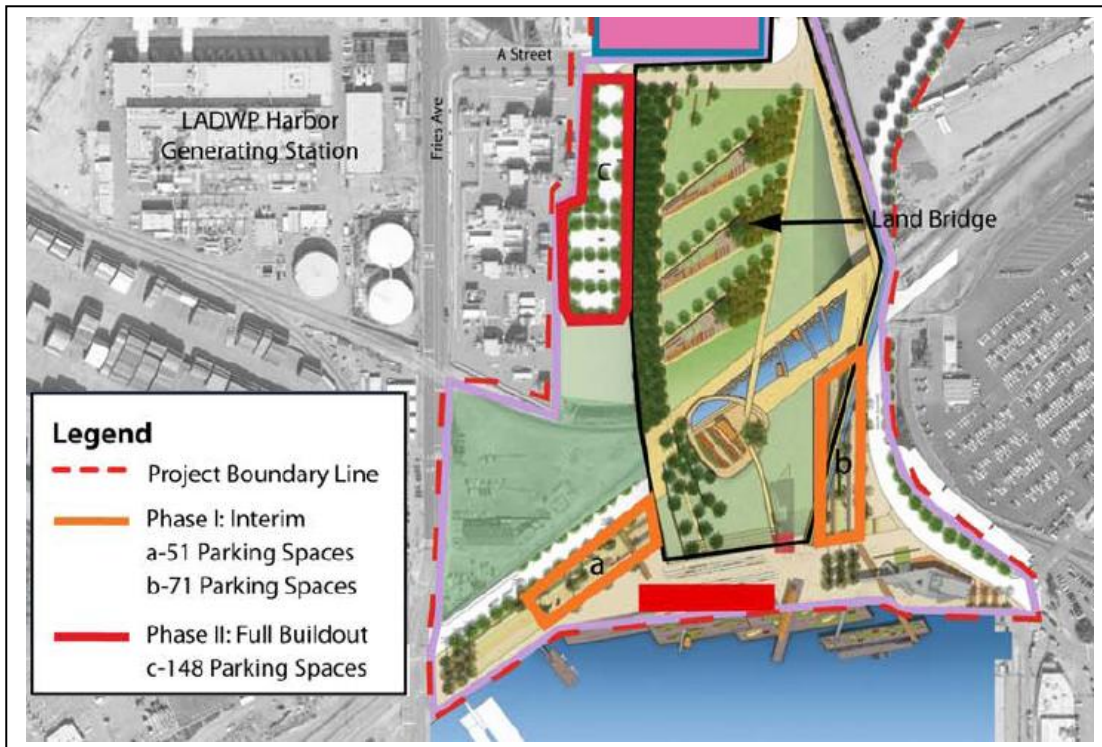 A Street
LADWP Harbor
Generating Station
Fries Ave
c
Land Bridge
b
a
Legend
Project Boundary Line
Phase I: Interim
a-51 Parking Spaces
b-71 Parking Spaces
Phase II: Full Buildout
c-148 Parking Spaces